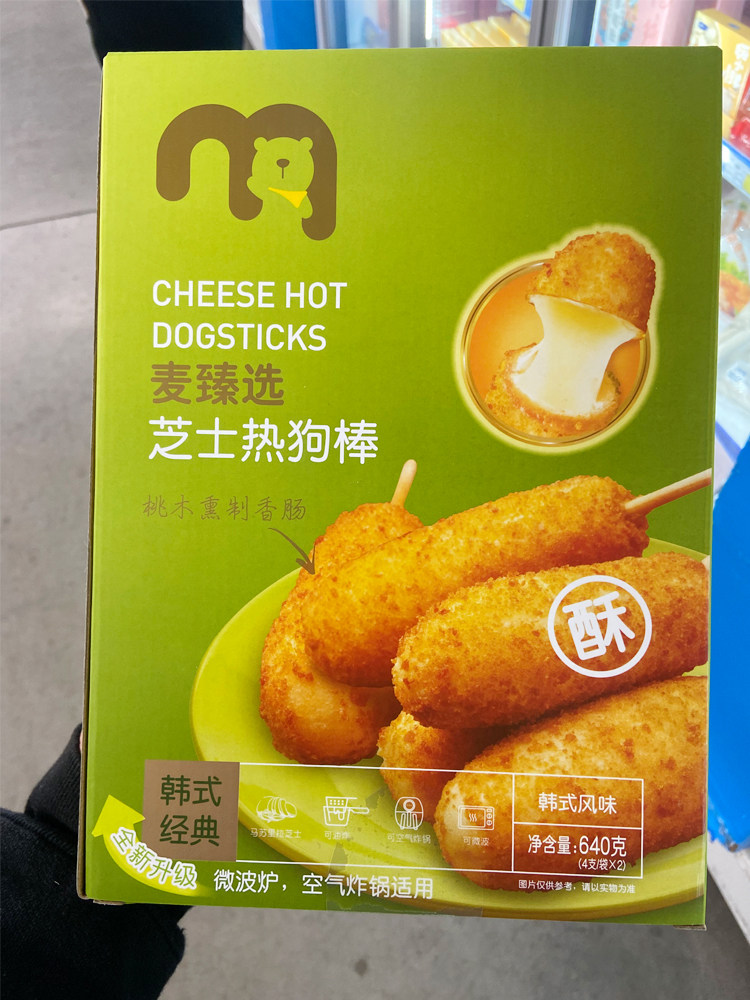 CHEESE HOT
DOGSTICKS
麦臻选
芝士热狗棒
桃木熏制香肠
酥
韩式
经典
马苏里拉芝士
可油炸
可空气炸锅
可微波
韩式风味
净含量:640克
(4支/袋×2)
全新升级
微波炉，空气炸锅适用
图片仅供参考，请以实物为准